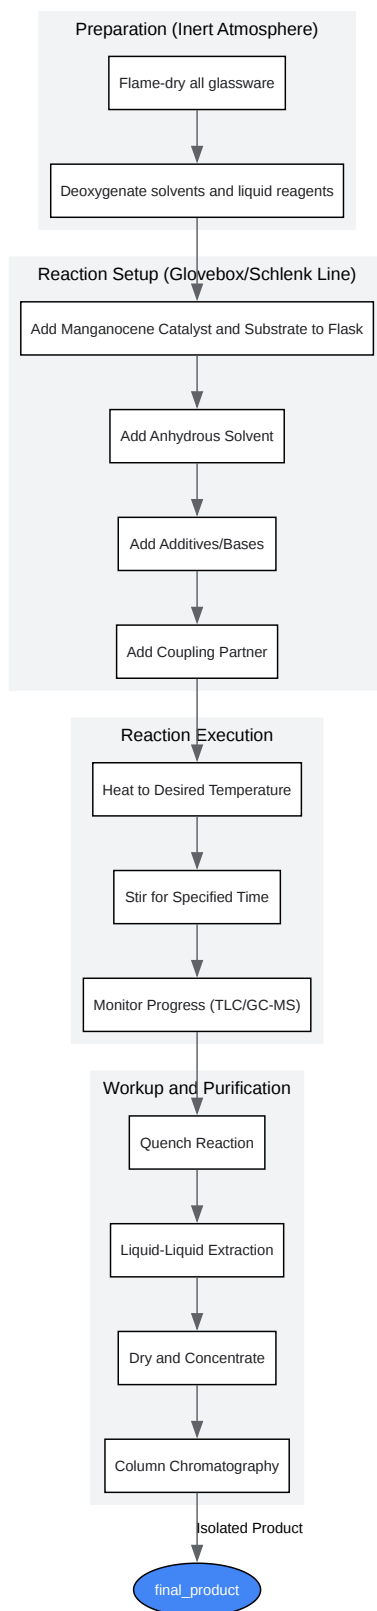 Preparation (Inert Atmosphere)
Flame-dry all glassware
Deoxygenate solvents and liquid reagents
Reaction Setup (Glovebox/Schlenk Line)
Add Manganocene Catalyst and Substrate to Flask
Add Anhydrous Solvent
Add Additives/Bases
Add Coupling Partner
Reaction Execution
Heat to Desired Temperature
Stir for Specified Time
Monitor Progress (TLC/GC-MS)
Workup and Purification
Quench Reaction
Liquid-Liquid Extraction
Dry and Concentrate
Column Chromatography
Isolated Product
final_product